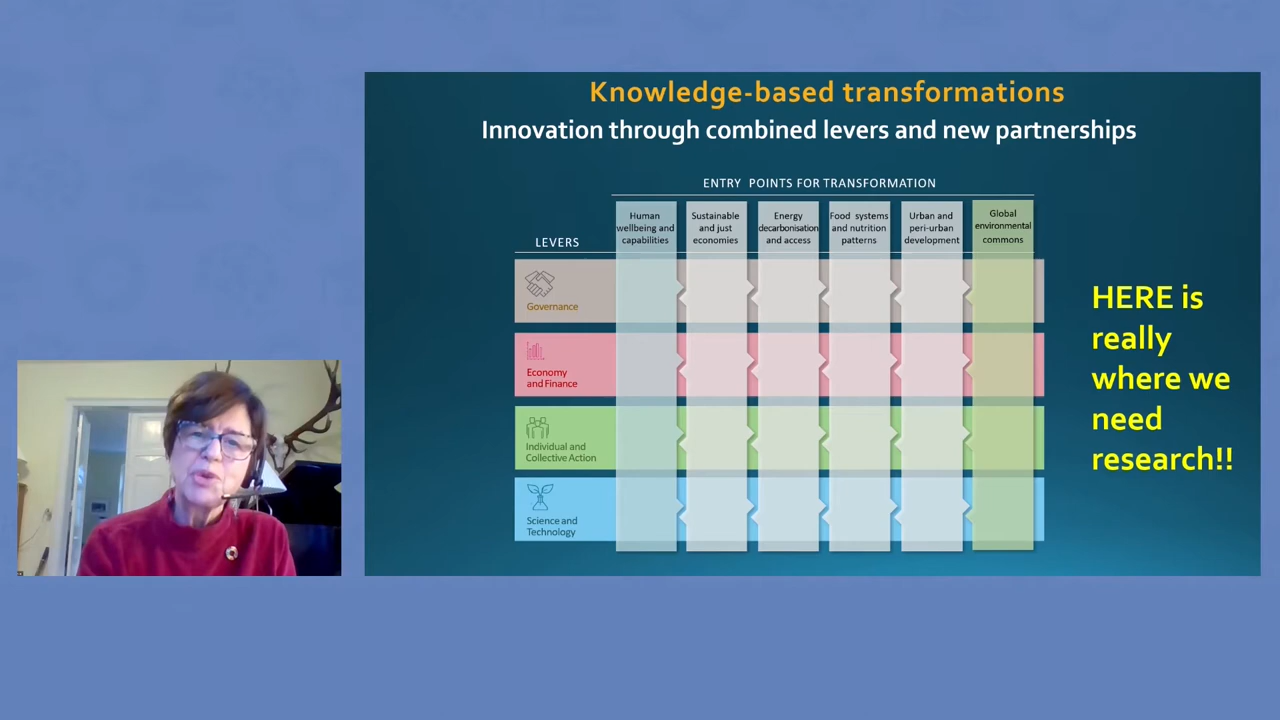 Knowledge-based transformations
Innovation through combined levers and new partnerships
ENTRY POINTS FOR TRANSFORMATION
LEVERS
Human
wellbeing and
capabilities
Sustainable
and just
economies
Energy
decarbonisation
and access
Food systems
and nutrition
patterns
Urban and
peri-urban
development
Global
environmental
commons
Governance
Economy
and Finance
Individual and
Collective Action
Science and
Technology
HERE is
really
where we
need
research!!